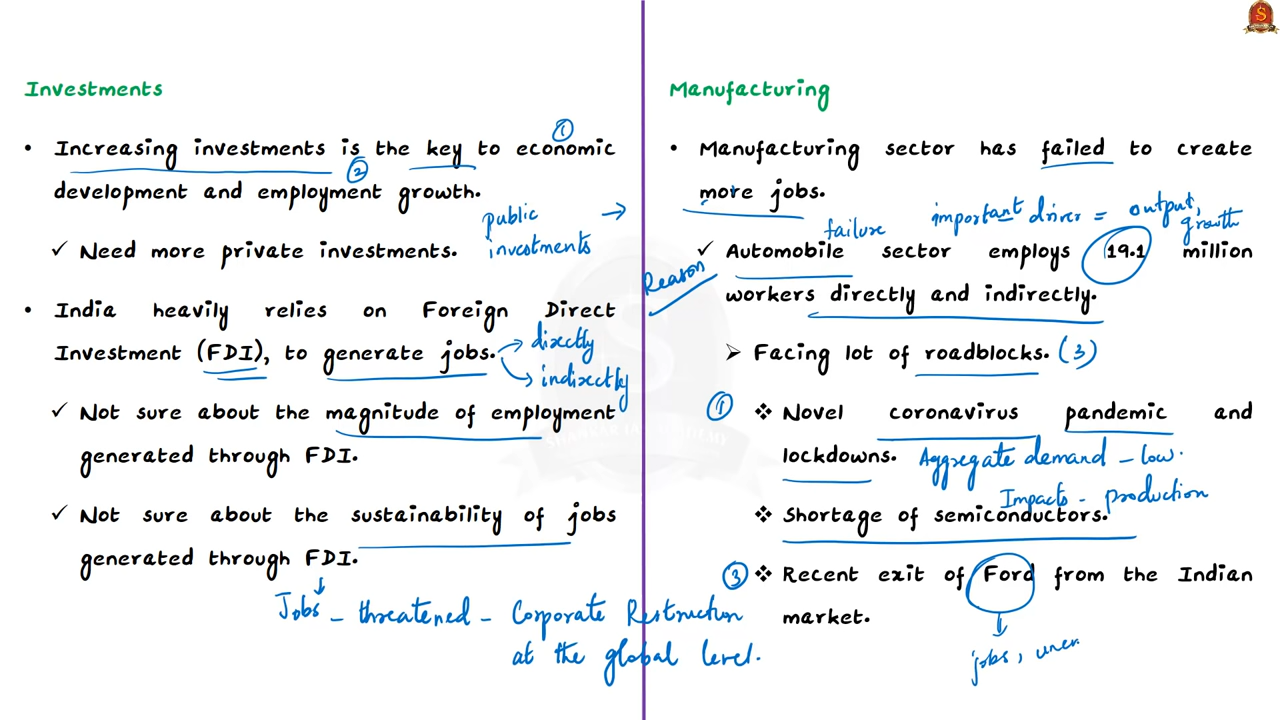 Investments
①
• Increasing investments is the key to economic
②
development and employment growth.
public →
investments
✓ Need more private investments.
• India heavily relies on Foreign Direct
Investment (FDI), to generate jobs.
directly
indirectly
✓ Not sure about the magnitude of employment
generated through FDI.
✓ Not sure about the sustainability of jobs
generated through FDI.
Jobs - threatened - Corporate Restruction
at the global level.
Manufacturing
• Manufacturing sector has failed to create
more jobs.
failure important driver = output,
growth
Reason
✓ Automobile sector employs 19.1 million
workers directly and indirectly.
➢ Facing lot of roadblocks. (3)
① ❖ Novel coronavirus pandemic and
lockdowns. Aggregate demand - low.
Impacts - production
❖ Shortage of semiconductors.
③ ❖ Recent exit of Ford from the Indian
market.
jobs, unem
SHANKAR IAS ACADEMY